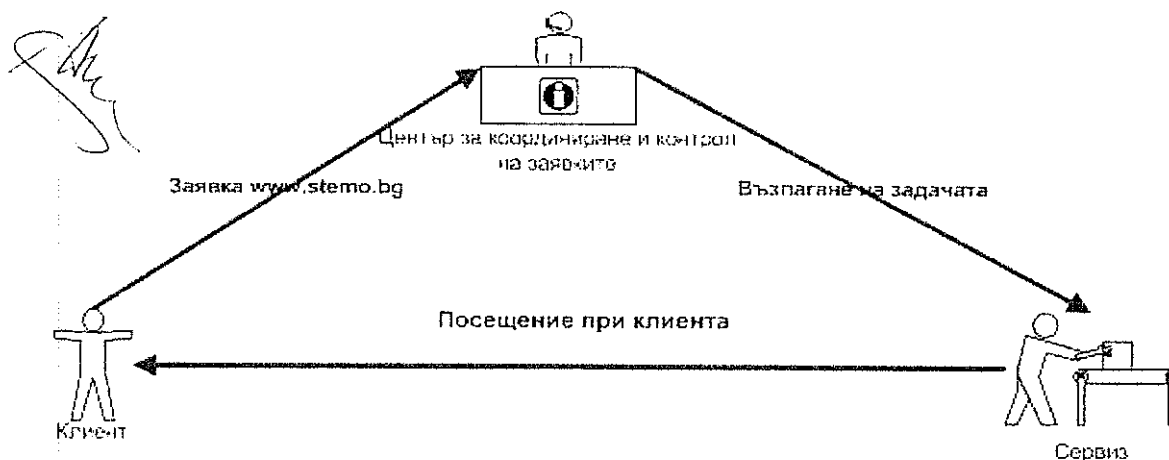 Център за координиране и контрол
на заявките
Заявка www.stemo.bg
Възлагане на задачата
Посещение при клиента
Клиент
Сервиз